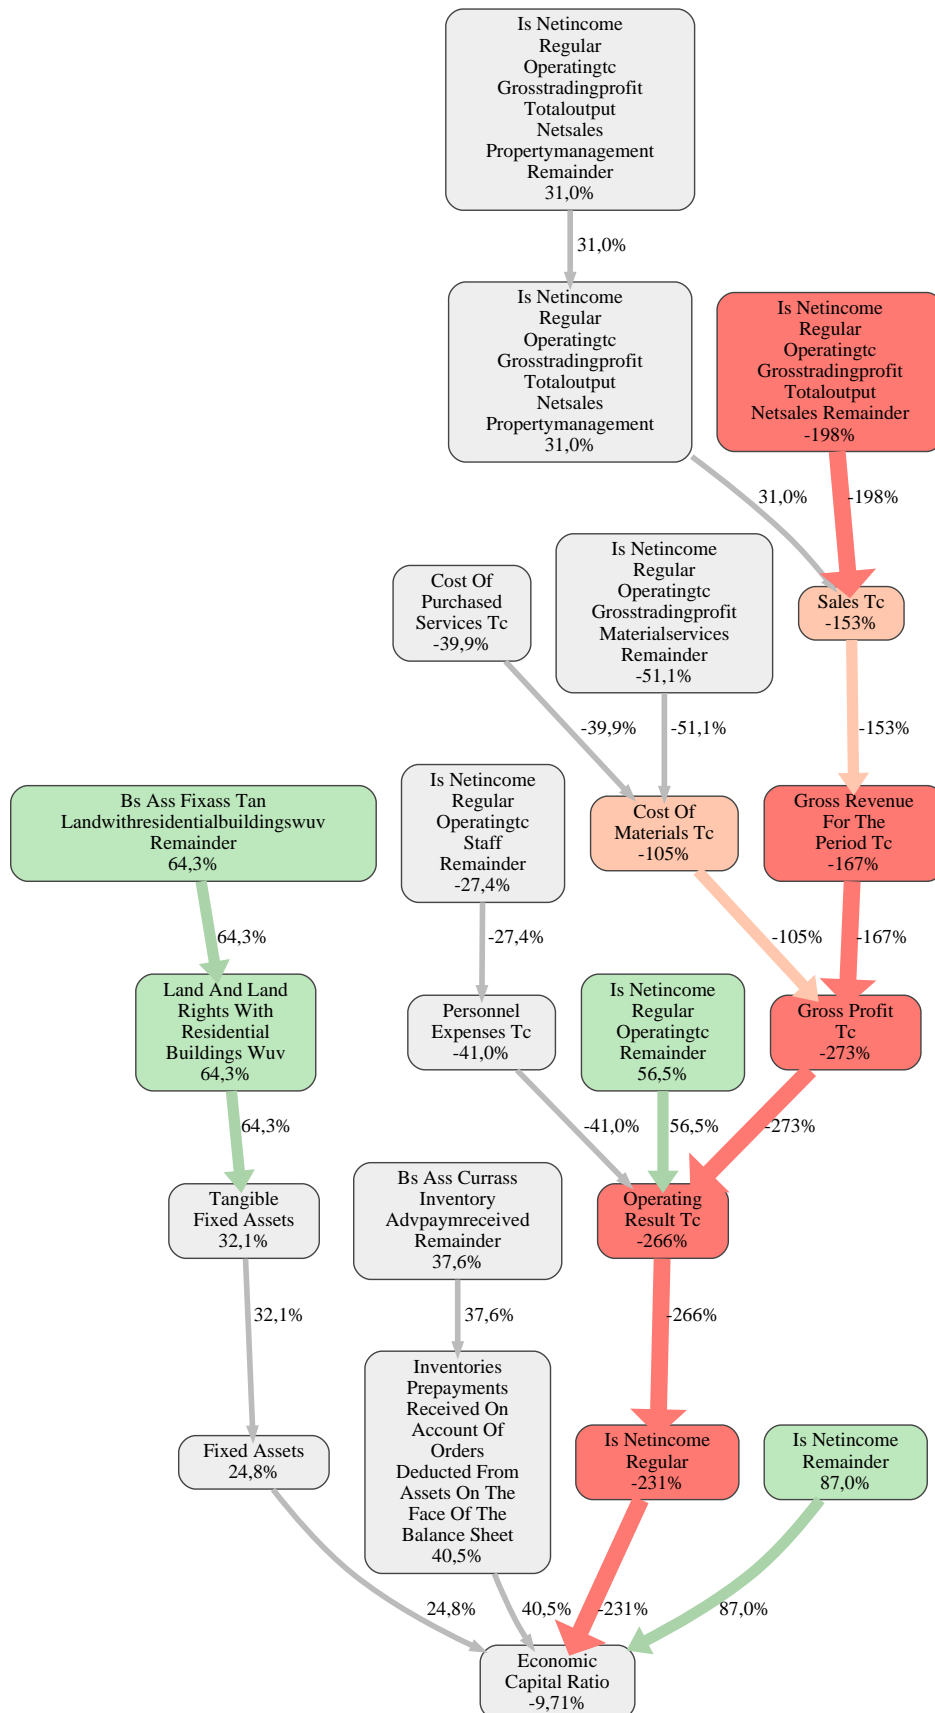 Is Netincome
Regular
Operatingtc
Grosstradingprofit
Totaloutput
Netsales
Propertymanagement
Remainder
31,0%
31,0%
Is Netincome
Regular
Operatingtc
Grosstradingprofit
Totaloutput
Netsales
Propertymanagement
31,0%
Is Netincome
Regular
Operatingtc
Grosstradingprofit
Totaloutput
Netsales Remainder
-198%
31,0%
-198%
Cost Of
Purchased
Services Tc
-39,9%
Is Netincome
Regular
Operatingtc
Grosstradingprofit
Materialservices
Remainder
-51,1%
Sales Tc
-153%
-39,9%
-51,1%
-153%
Bs Ass Fixass Tan
Landwithresidentialbuildingswuv
Remainder
64,3%
Is Netincome
Regular
Operatingtc
Staff
Remainder
-27,4%
Cost Of
Materials Tc
-105%
Gross Revenue
For The
Period Tc
-167%
64,3%
-27,4%
-105%
-167%
Land And Land
Rights With
Residential
Buildings Wuv
64,3%
Personnel
Expenses Tc
-41,0%
Is Netincome
Regular
Operatingtc
Remainder
56,5%
Gross Profit
Tc
-273%
64,3%
-41,0%
56,5%
-273%
Tangible
Fixed Assets
32,1%
Bs Ass Currass
Inventory
Advpaymreceived
Remainder
37,6%
Operating
Result Tc
-266%
32,1%
37,6%
-266%
Fixed Assets
24,8%
Inventories
Prepayments
Received On
Account Of
Orders
Deducted From
Assets On The
Face Of The
Balance Sheet
40,5%
Is Netincome
Regular
-231%
Is Netincome
Remainder
87,0%
24,8%
40,5%
-231%
87,0%
Economic
Capital Ratio
-9,71%